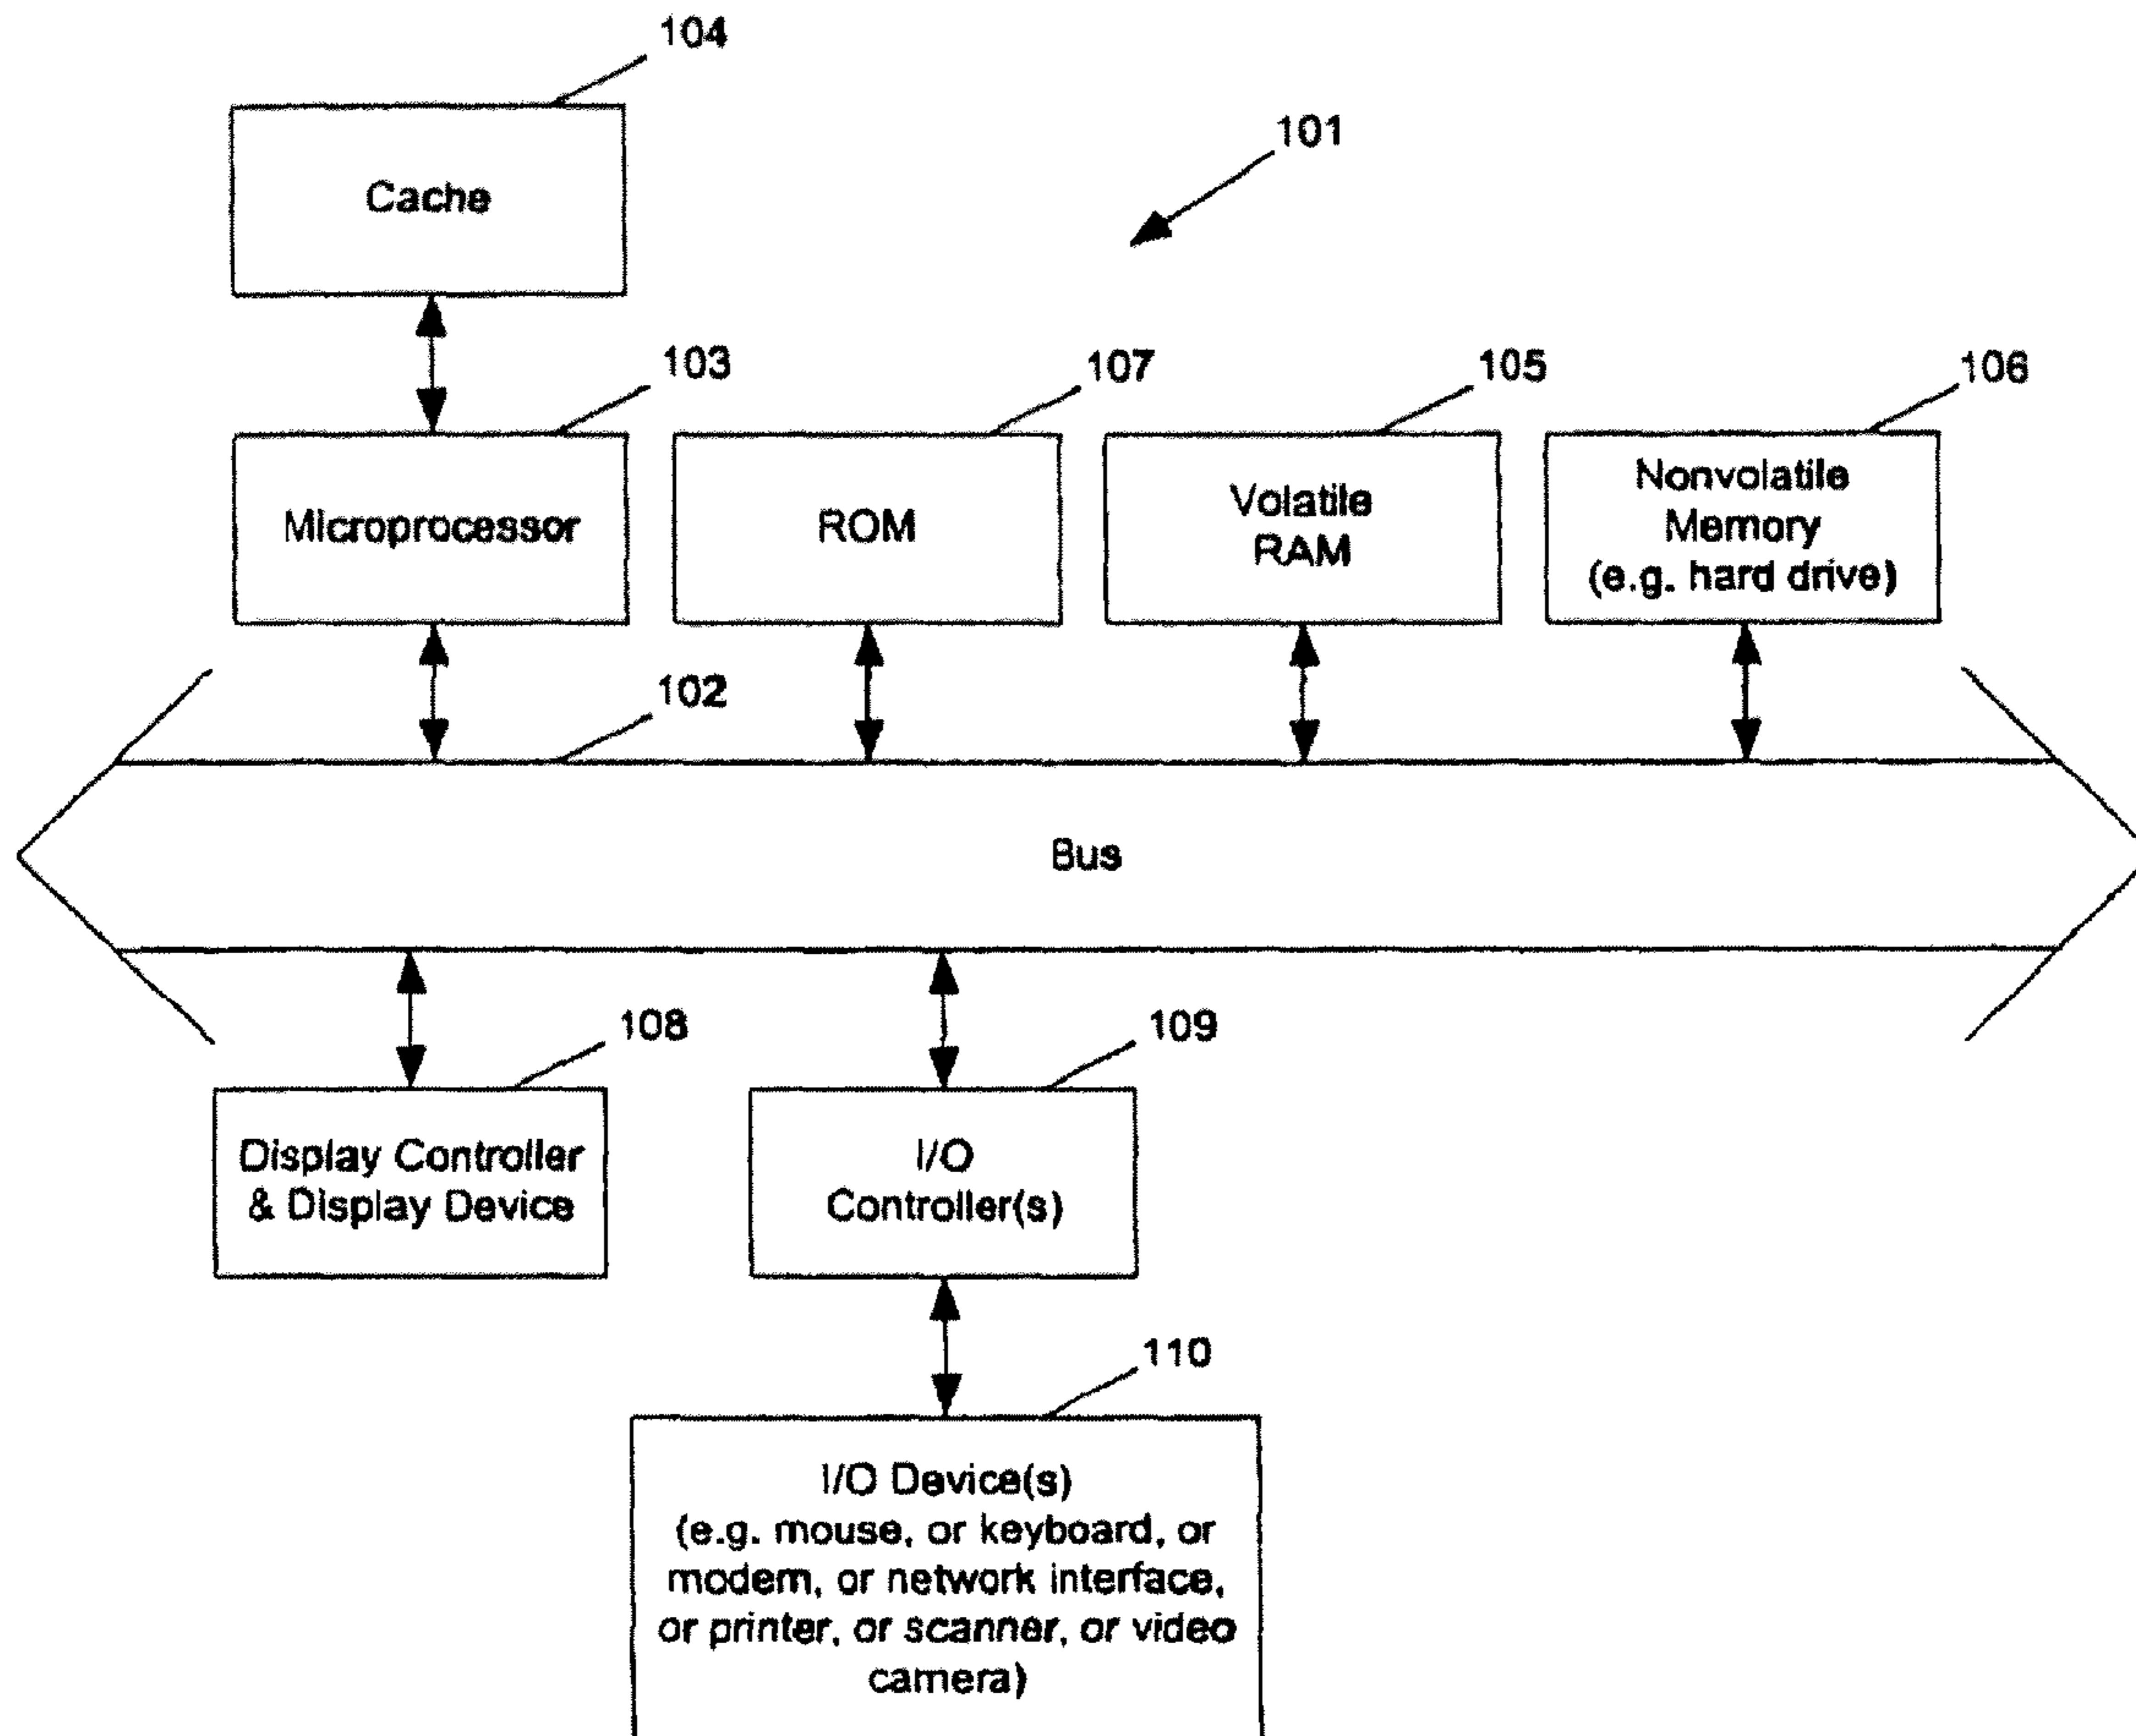 104
101
Cache
103
107
105
106
Microprocessor
ROM
Volatile
RAM
Nonvolatile
Memory
(e.g. hard drive)
102
Bus
108
109
Display Controller
& Display Device
I/O
Controller(s)
110
I/O Device(s)
(e.g. mouse, or keyboard, or
modem, or network interface,
or printer, or scanner, or video
camera)